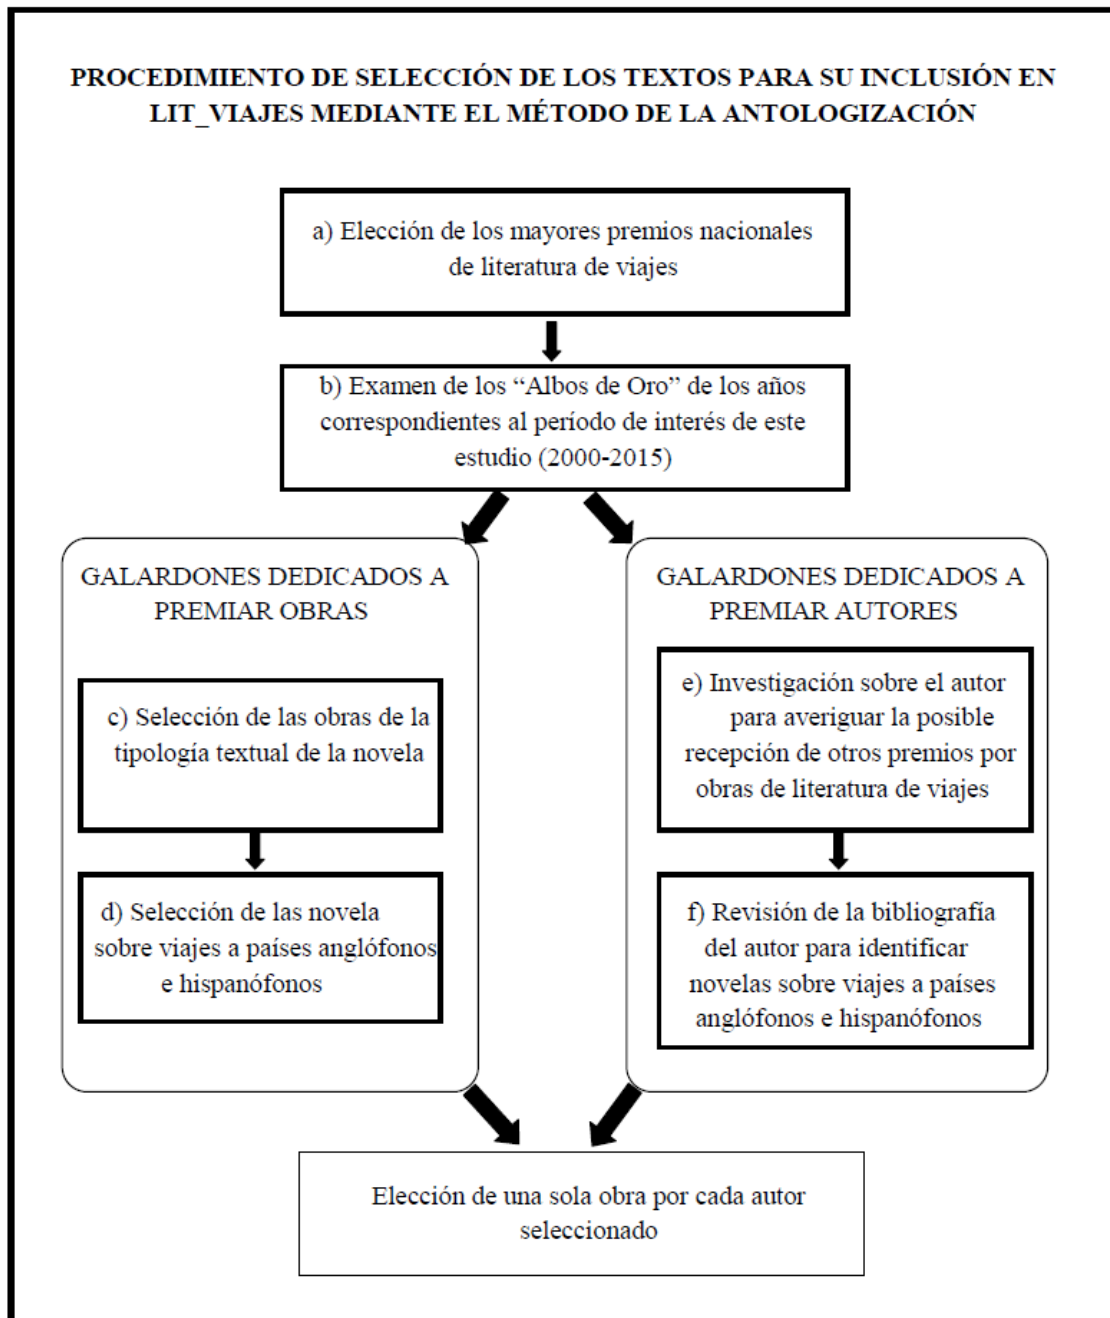 PROCEDIMIENTO DE SELECCIÓN DE LOS TEXTOS PARA SU INCLUSIÓN EN
LIT_VIAJES MEDIANTE EL MÉTODO DE LA ANTOLOGIZACIÓN
a) Elección de los mayores premios nacionales
de literatura de viajes
b) Examen de los “Albos de Oro” de los años
correspondientes al período de interés de este
estudio (2000-2015)
GALARDONES DEDICADOS A
PREMIAR OBRAS
c) Selección de las obras de la
tipología textual de la novela
d) Selección de las novela
sobre viajes a países anglófonos
e hispanófonos
GALARDONES DEDICADOS A
PREMIAR AUTORES
e) Investigación sobre el autor
para averiguar la posible
recepción de otros premios por
obras de literatura de viajes
f) Revisión de la bibliografía
del autor para identificar
novelas sobre viajes a países
anglófonos e hispanófonos
Elección de una sola obra por cada autor
seleccionado